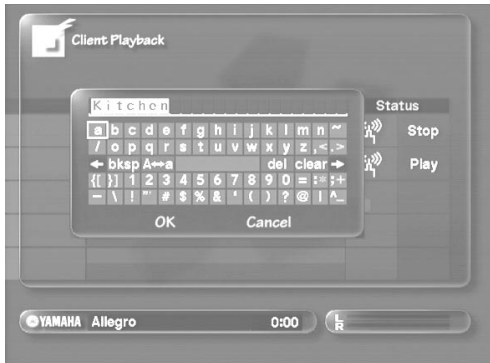 Client Playback
Kitchen
Status
a b c d e f g h i j k l m n ~
/ o p q r s t u v w x y z , < . >
Stop
← bksp A↔a del clear →
Play
{[ }] 1 2 3 4 5 6 7 8 9 0 = : * ; +
- \ ! "' # $ % & ' ( ) ? @ | ^_
OK Cancel
YAMAHA Allegro 0:00 L R